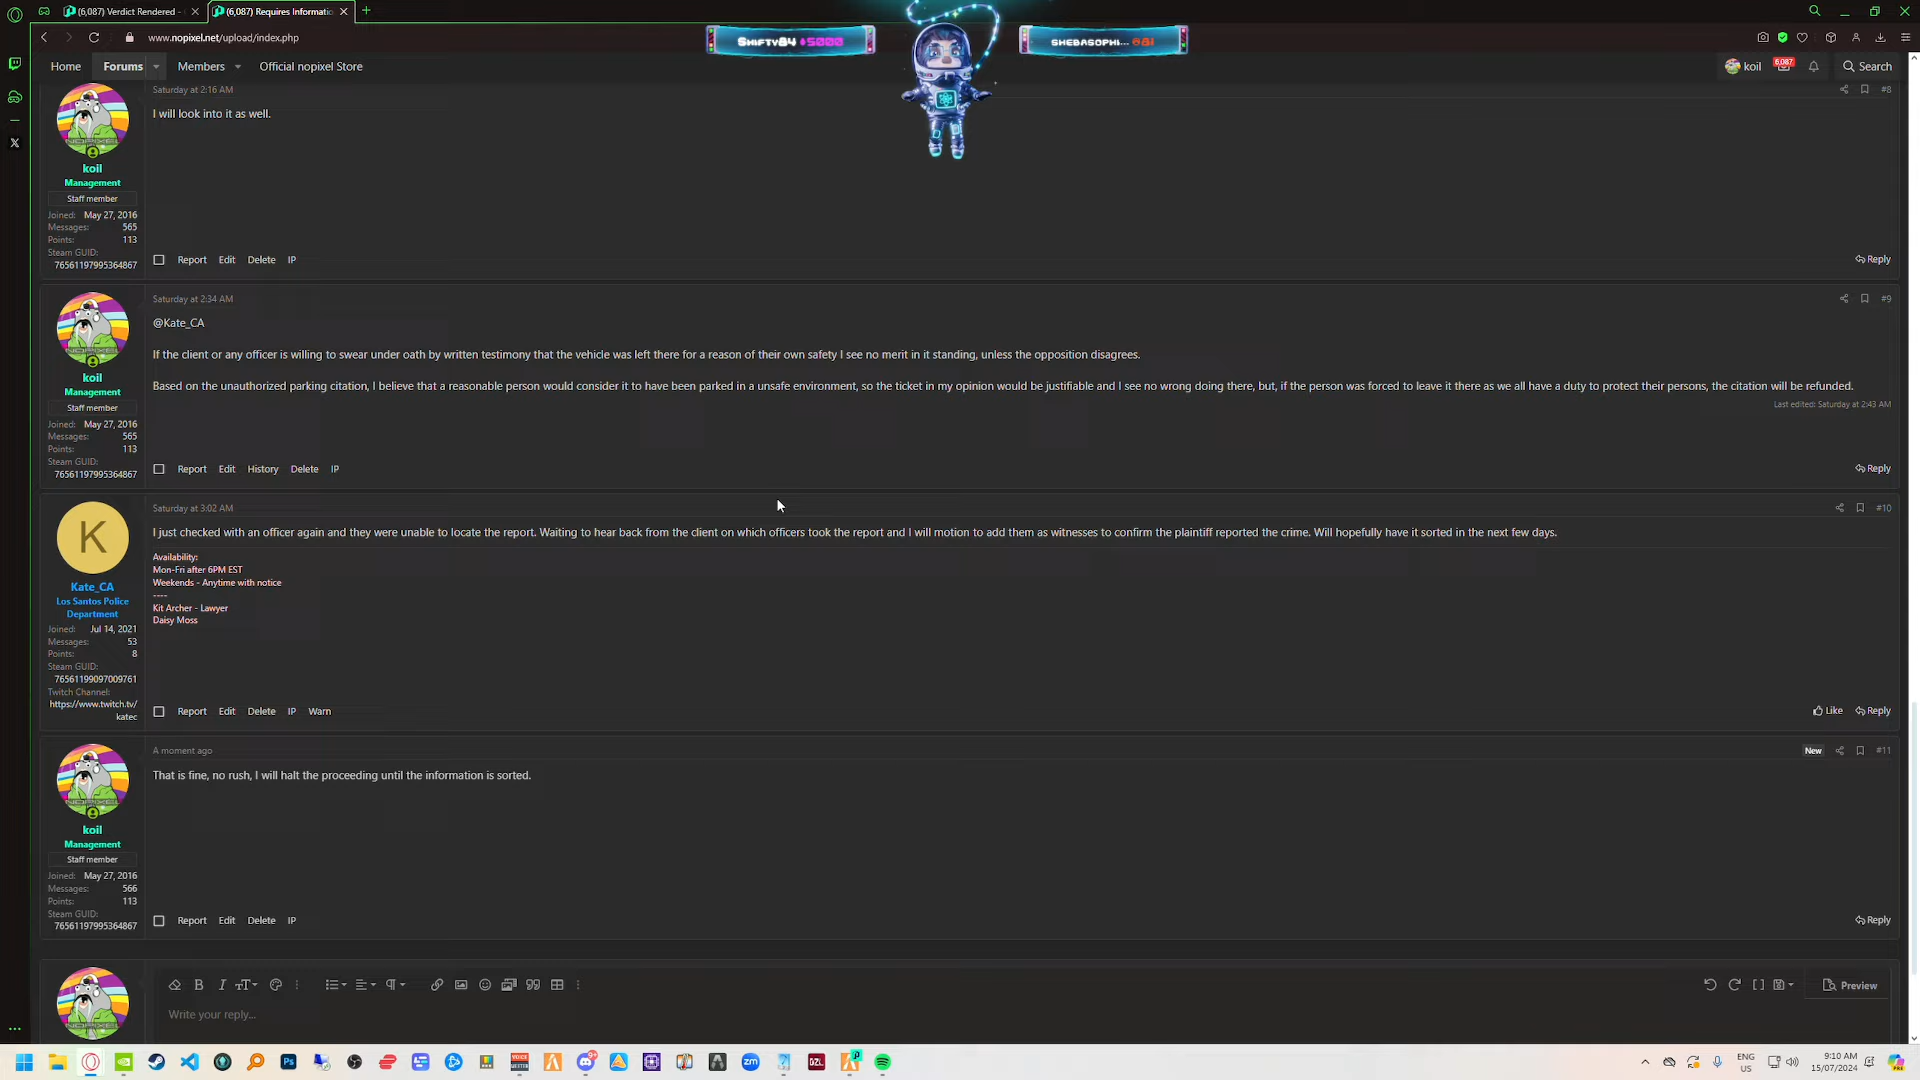 (6,087) Verdict Rendered -
(6,087) Requires Informatio
www.nopixel.net/upload/index.php
SHIFTY84 $5000
SHEBASOPHI...
Home
Forums
Members
Official nopixel Store
koil
6,087
Search
Saturday at 2:16 AM
#8
I will look into it as well.
koil
Management
Staff member
Joined: May 27, 2016
Messages: 565
Points: 113
Steam GUID:
76561197995364867
Report Edit Delete IP
Reply
Saturday at 2:34 AM
#9
@Kate_CA
If the client or any officer is willing to swear under oath by written testimony that the vehicle was left there for a reason of their own safety I see no merit in it standing, unless the opposition disagrees.
Based on the unauthorized parking citation, I believe that a reasonable person would consider it to have been parked in a unsafe environment, so the ticket in my opinion would be justifiable and I see no wrong doing there, but, if the person was forced to leave it there as we all have a duty to protect their persons, the citation will be refunded.
Last edited: Saturday at 2:43 AM
koil
Management
Staff member
Joined: May 27, 2016
Messages: 565
Points: 113
Steam GUID:
76561197995364867
Report Edit History Delete IP
Reply
Saturday at 3:02 AM
#10
I just checked with an officer again and they were unable to locate the report. Waiting to hear back from the client on which officers took the report and I will motion to add them as witnesses to confirm the plaintiff reported the crime. Will hopefully have it sorted in the next few days.
Availability:
Mon-Fri after 6PM EST
Weekends - Anytime with notice
----
Kit Archer - Lawyer
Daisy Moss
K
Kate_CA
Los Santos Police
Department
Joined: Jul 14, 2021
Messages: 53
Points: 8
Steam GUID:
76561199097009761
Twitch Channel:
https://www.twitch.tv/
katec
Report Edit Delete IP Warn
Like Reply
A moment ago
New
#11
That is fine, no rush, I will halt the proceeding until the information is sorted.
koil
Management
Staff member
Joined: May 27, 2016
Messages: 566
Points: 113
Steam GUID:
76561197995364867
Report Edit Delete IP
Reply
Preview
Write your reply...
ENG
US
9:10 AM
15/07/2024